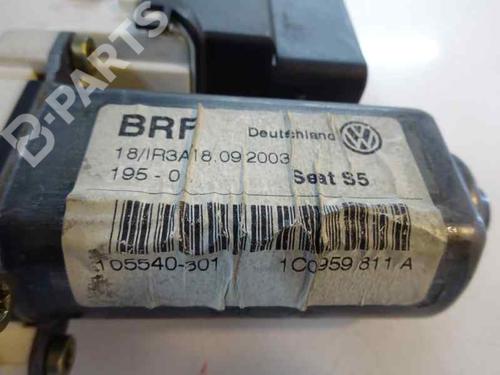 B-PARTS
BRF Deutschland
18/IR3A18.09 2003
195 - 0 Seat S5
105540-301 1C0959 811 A